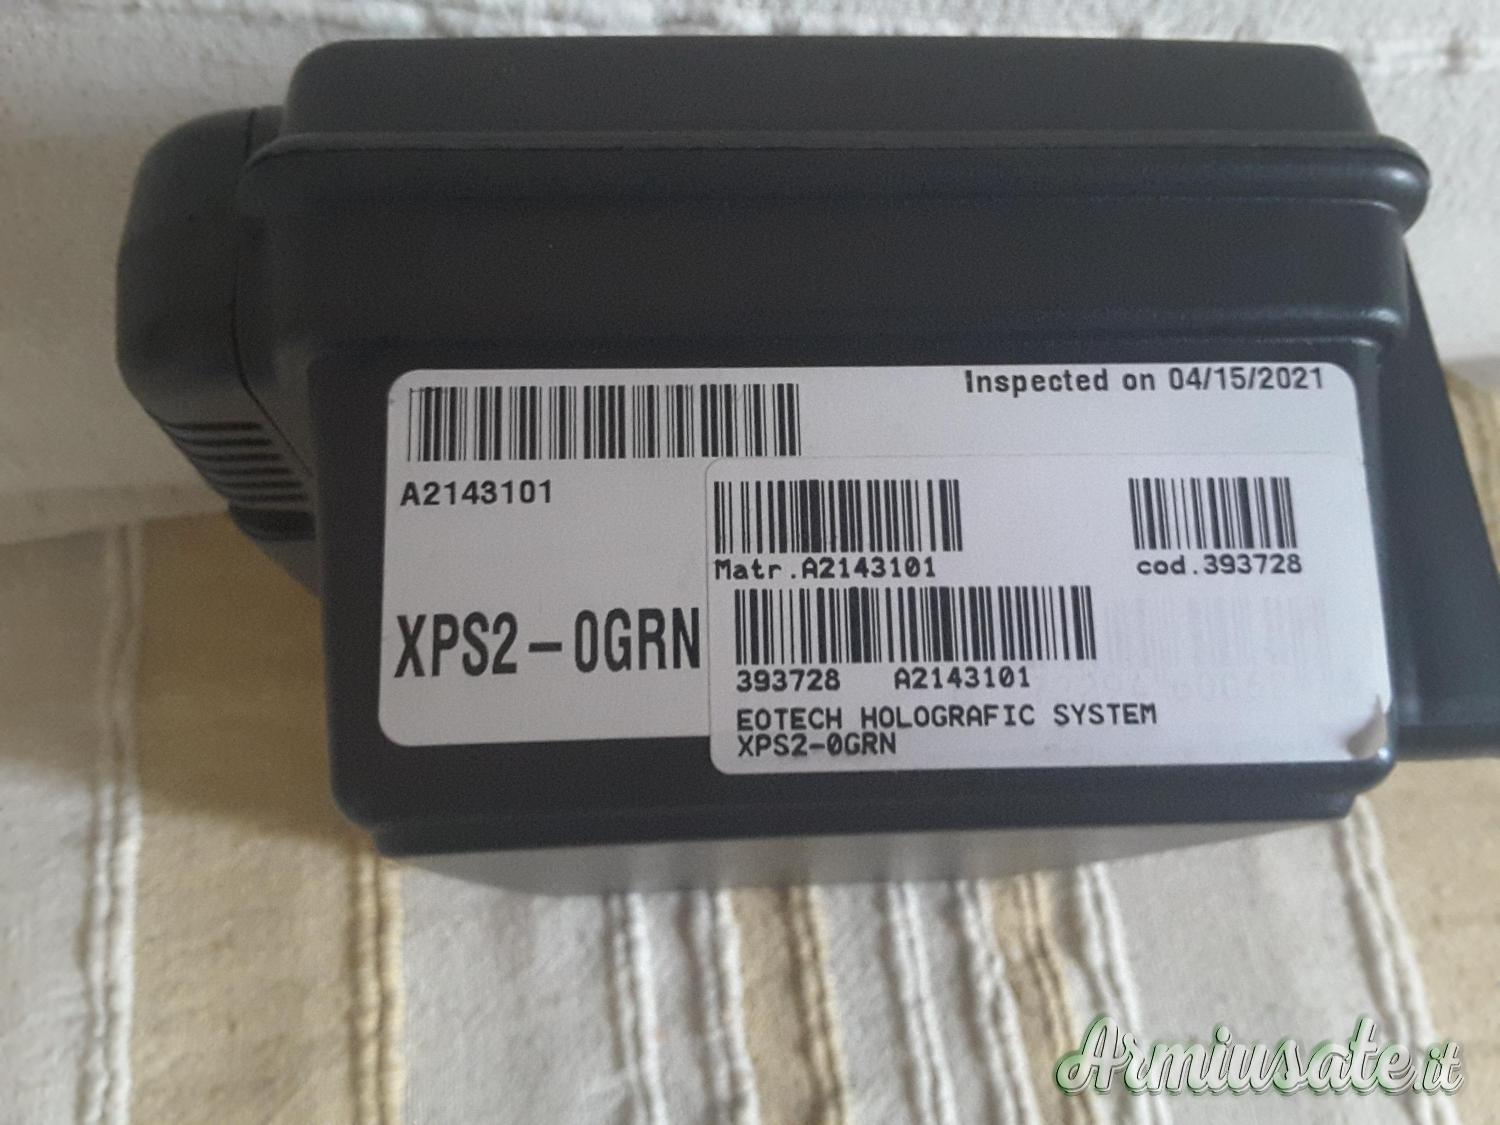 Inspected on 04/15/2021
A2143101
Matr.A2143101
cod.393728
XPS2-0GRN
393728 A2143101
EOTECH HOLOGRAFIC SYSTEM
XPS2-0GRN
Armiusate.it